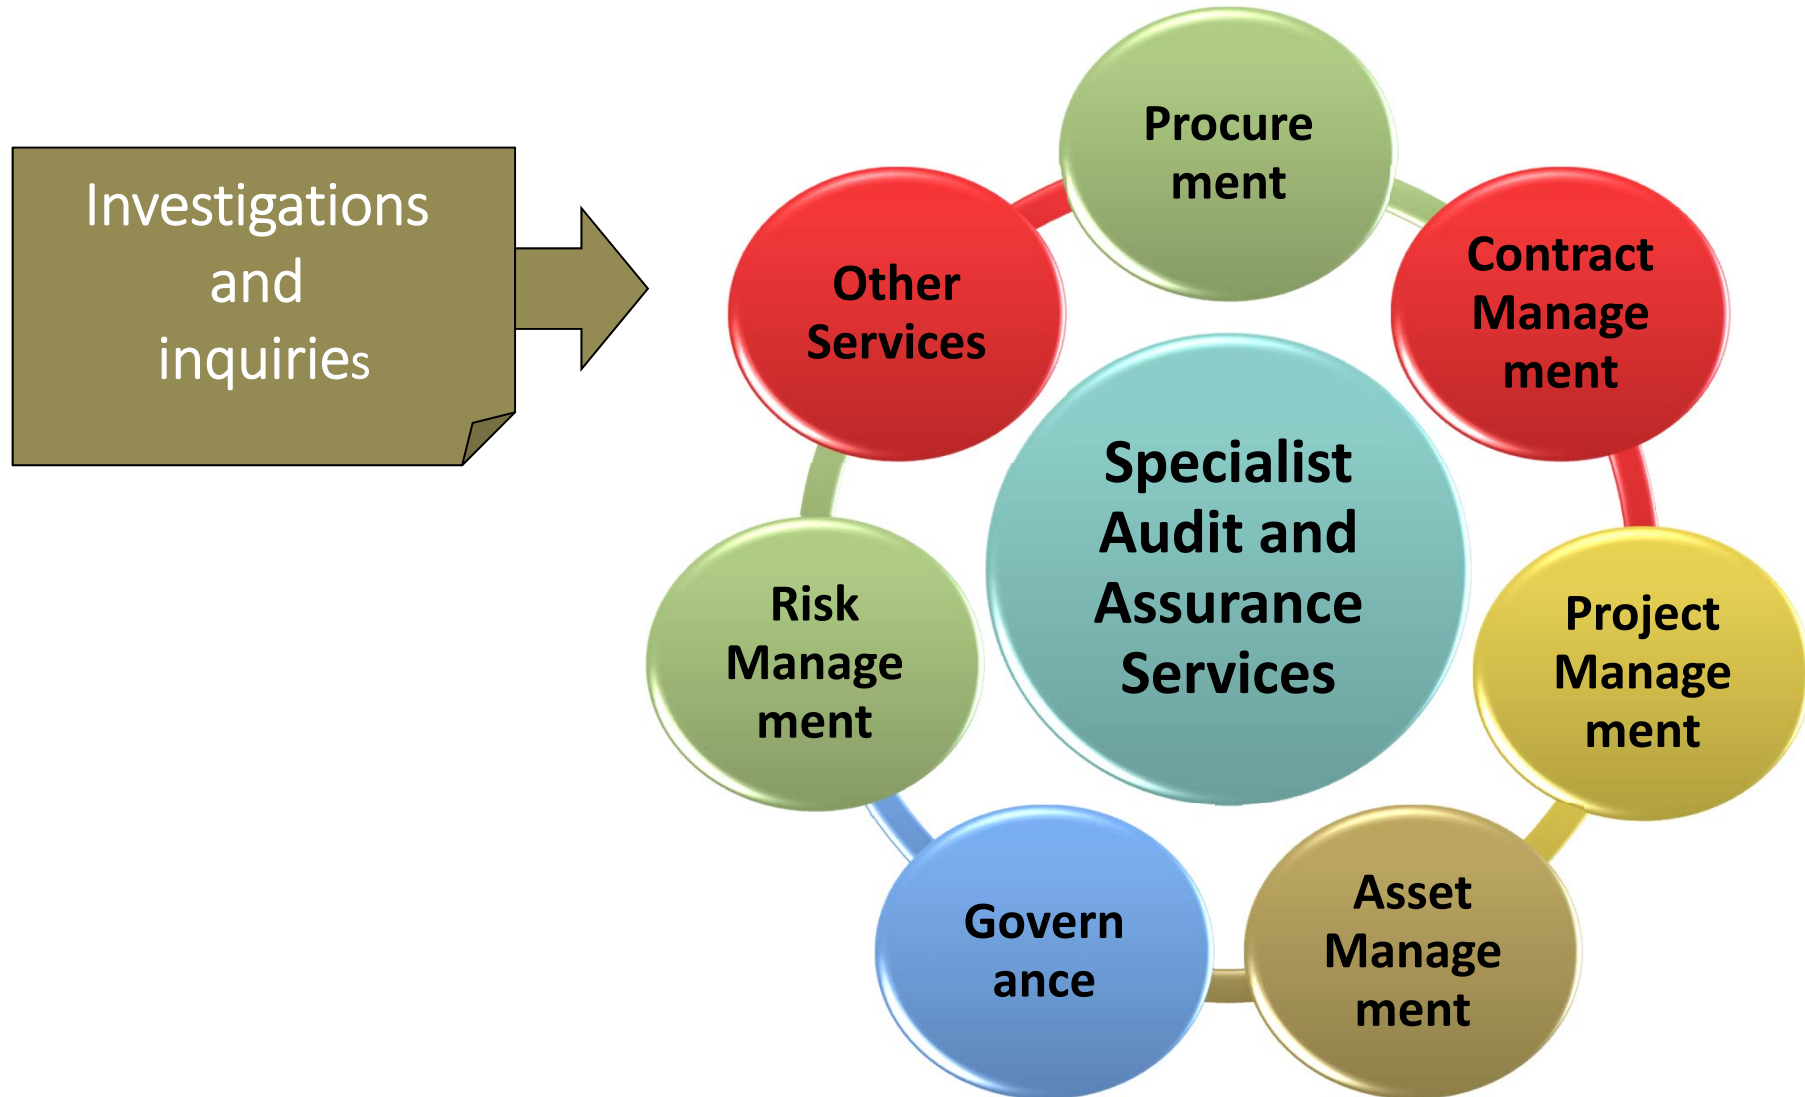 Investigations
and
inquiries
Procure
ment
Contract
Manage
ment
Project
Manage
ment
Asset
Manage
ment
Govern
ance
Risk
Manage
ment
Other
Services
Specialist
Audit and
Assurance
Services